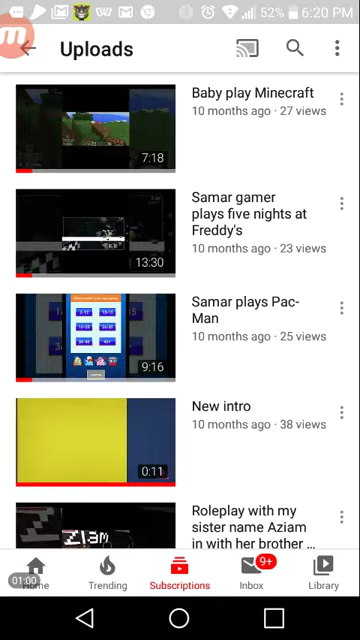 52% 6:20 PM
Uploads
Baby play Minecraft
10 months ago · 27 views
7:18
Samar gamer
plays five nights at
Freddy's
10 months ago · 23 views
13:30
Samar plays Pac-
Man
10 months ago · 25 views
9:16
New intro
10 months ago · 38 views
0:11
Roleplay with my
sister name Aziam
in with her brother ...
9+
01:00
Home
Trending
Subscriptions
Inbox
Library